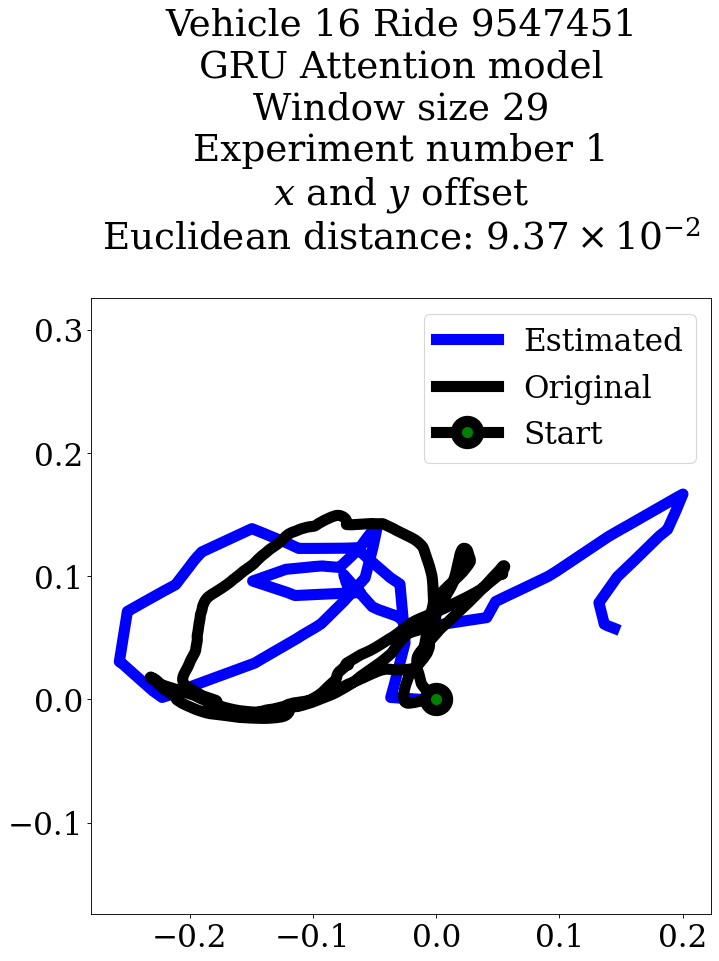 Vehicle 16 Ride 9547451
GRU Attention model
Window size 29
Experiment number 1
x and y offset
Euclidean distance: 9.37 × 10⁻²
Estimated
Original
Start
0.3
0.2
0.1
0.0
−0.1
−0.2 −0.1 0.0 0.1 0.2